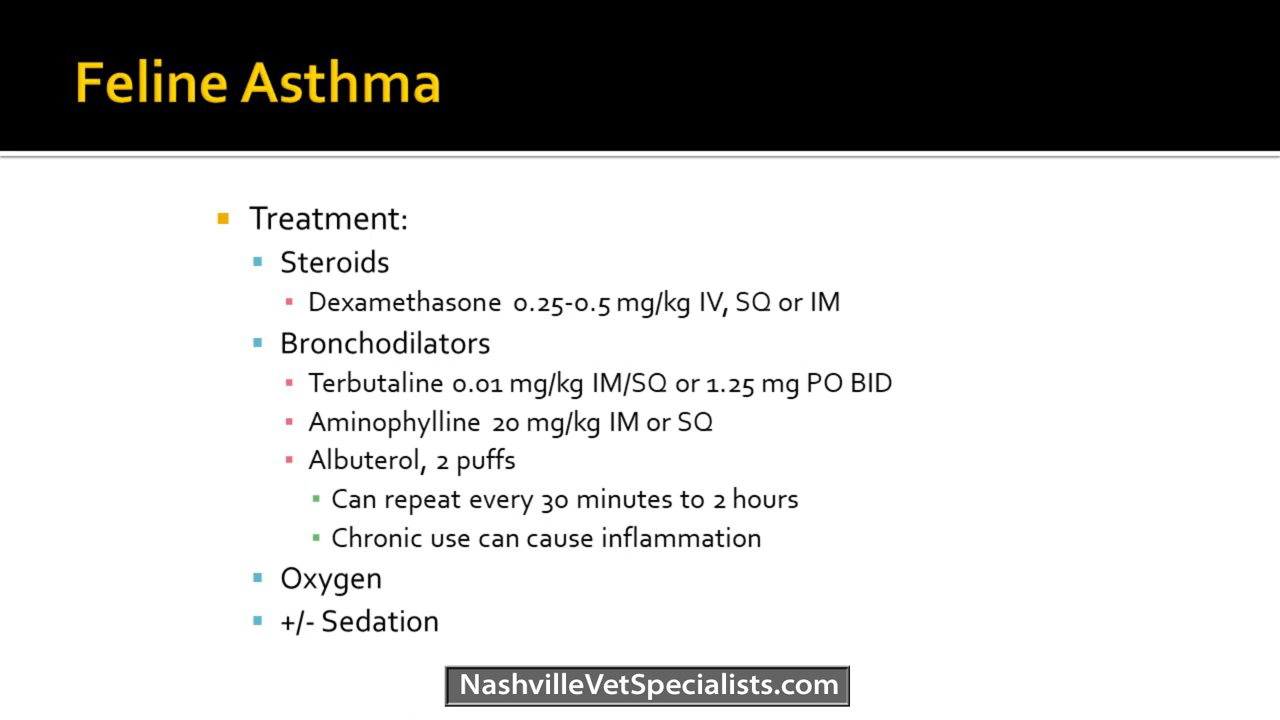 Feline Asthma
Treatment:
Steroids
Dexamethasone 0.25-0.5 mg/kg IV, SQ or IM
Bronchodilators
Terbutaline 0.01 mg/kg IM/SQ or 1.25 mg PO BID
Aminophylline 20 mg/kg IM or SQ
Albuterol, 2 puffs
Can repeat every 30 minutes to 2 hours
Chronic use can cause inflammation
Oxygen
+/- Sedation
NashvilleVetSpecialists.com